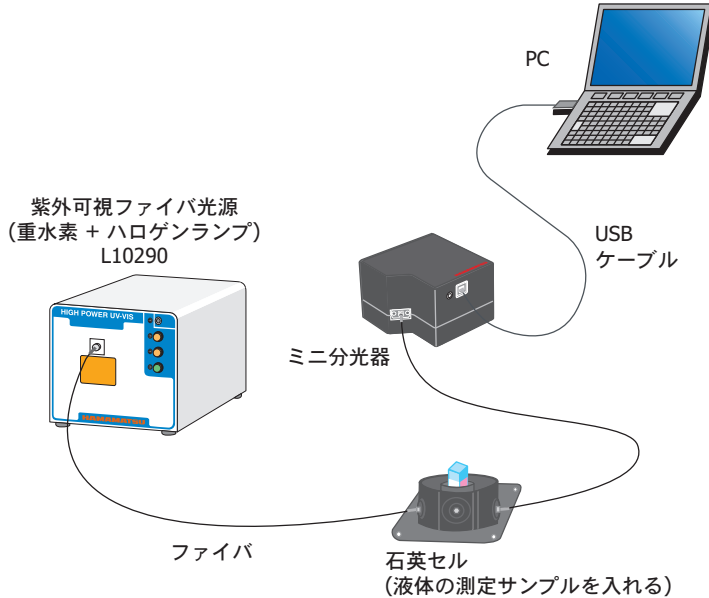 PC
紫外可視ファイバ光源
(重水素 + ハロゲンランプ)
L10290
USB
ケーブル
HIGH POWER UV-VIS
ミニ分光器
HAMAMATSU
ファイバ
石英セル
(液体の測定サンプルを入れる)